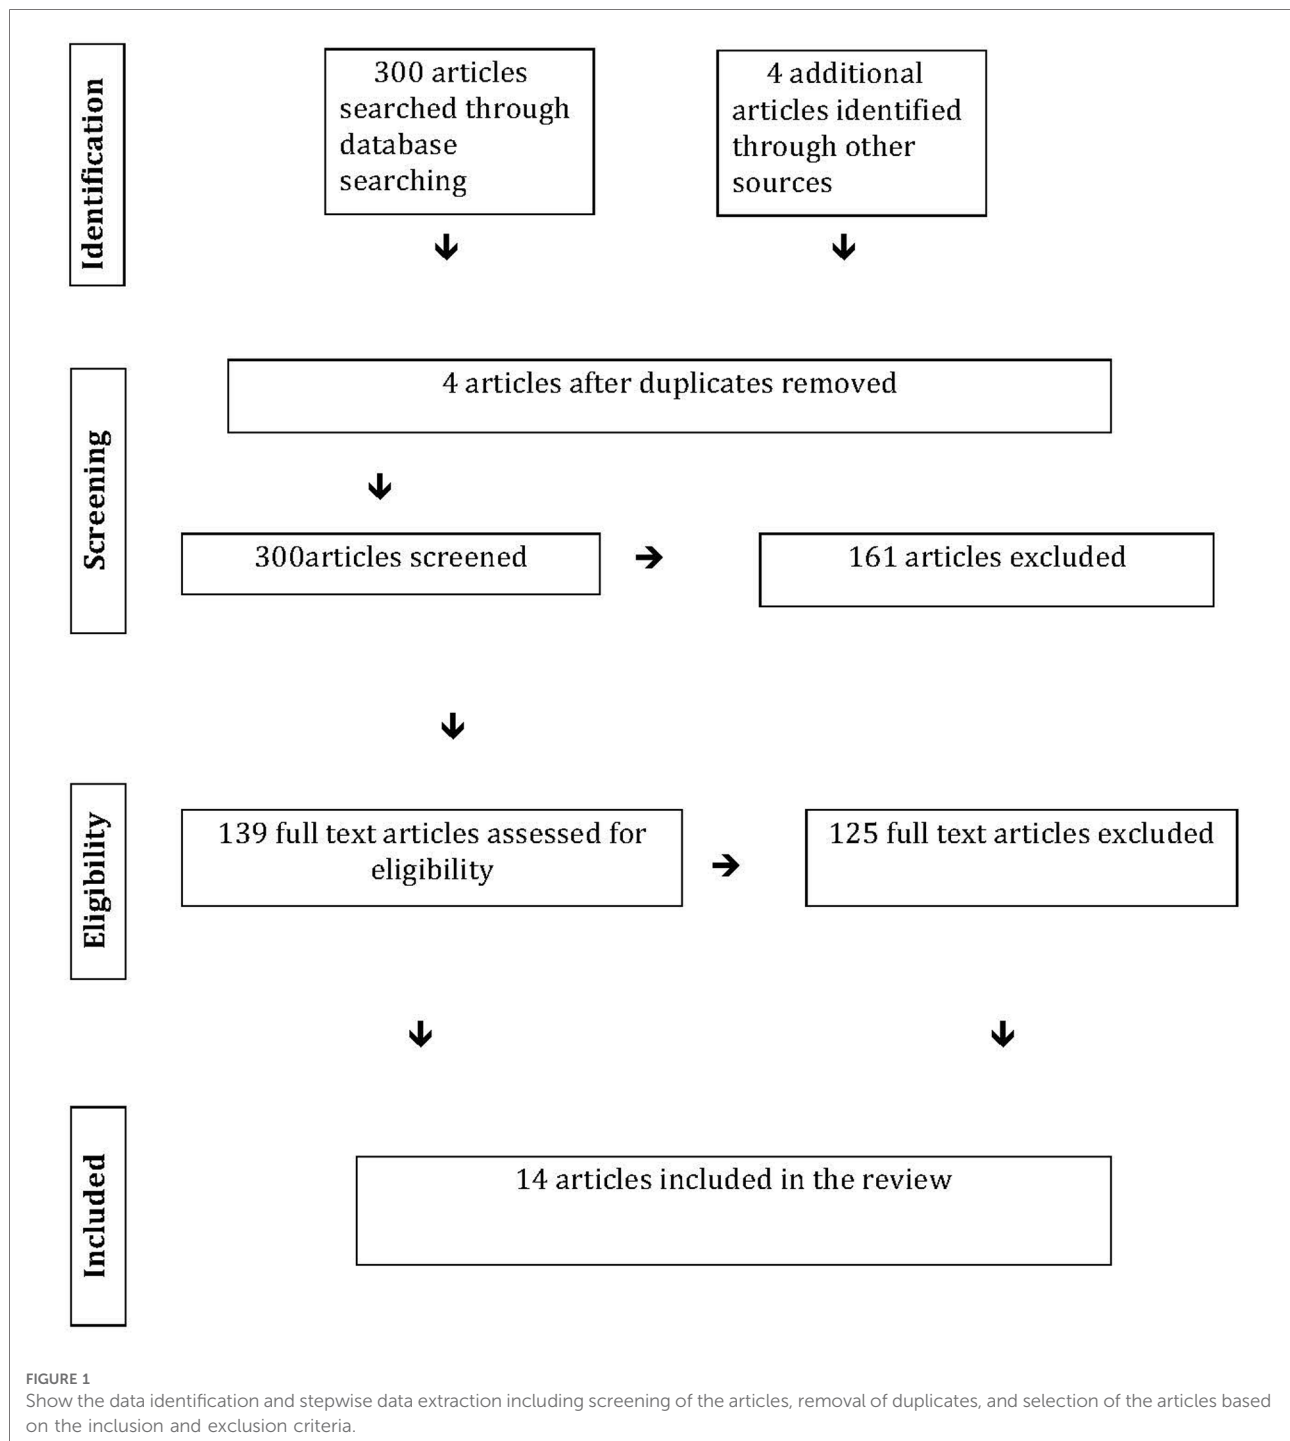 Identification
300 articles
searched through
database
searching
4 additional
articles identified
through other
sources
Screening
4 articles after duplicates removed
300articles screened
161 articles excluded
Eligibility
139 full text articles assessed for
eligibility
125 full text articles excluded
Included
14 articles included in the review
FIGURE 1
Show the data identification and stepwise data extraction including screening of the articles, removal of duplicates, and selection of the articles based
on the inclusion and exclusion criteria.